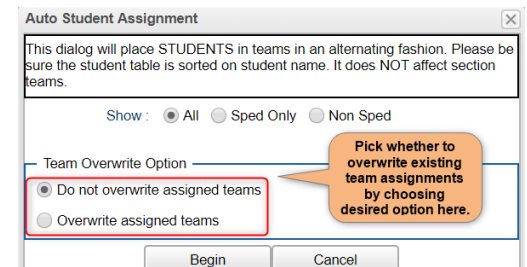 Auto Student Assignment
This dialog will place STUDENTS in teams in an alternating fashion. Please be
sure the student table is sorted on student name. It does NOT affect section
teams.
Show : All Sped Only Non Sped
Team Overwrite Option
Do not overwrite assigned teams
Overwrite assigned teams
Pick whether to
overwrite existing
team assignments
by choosing
desired option here.
Begin Cancel